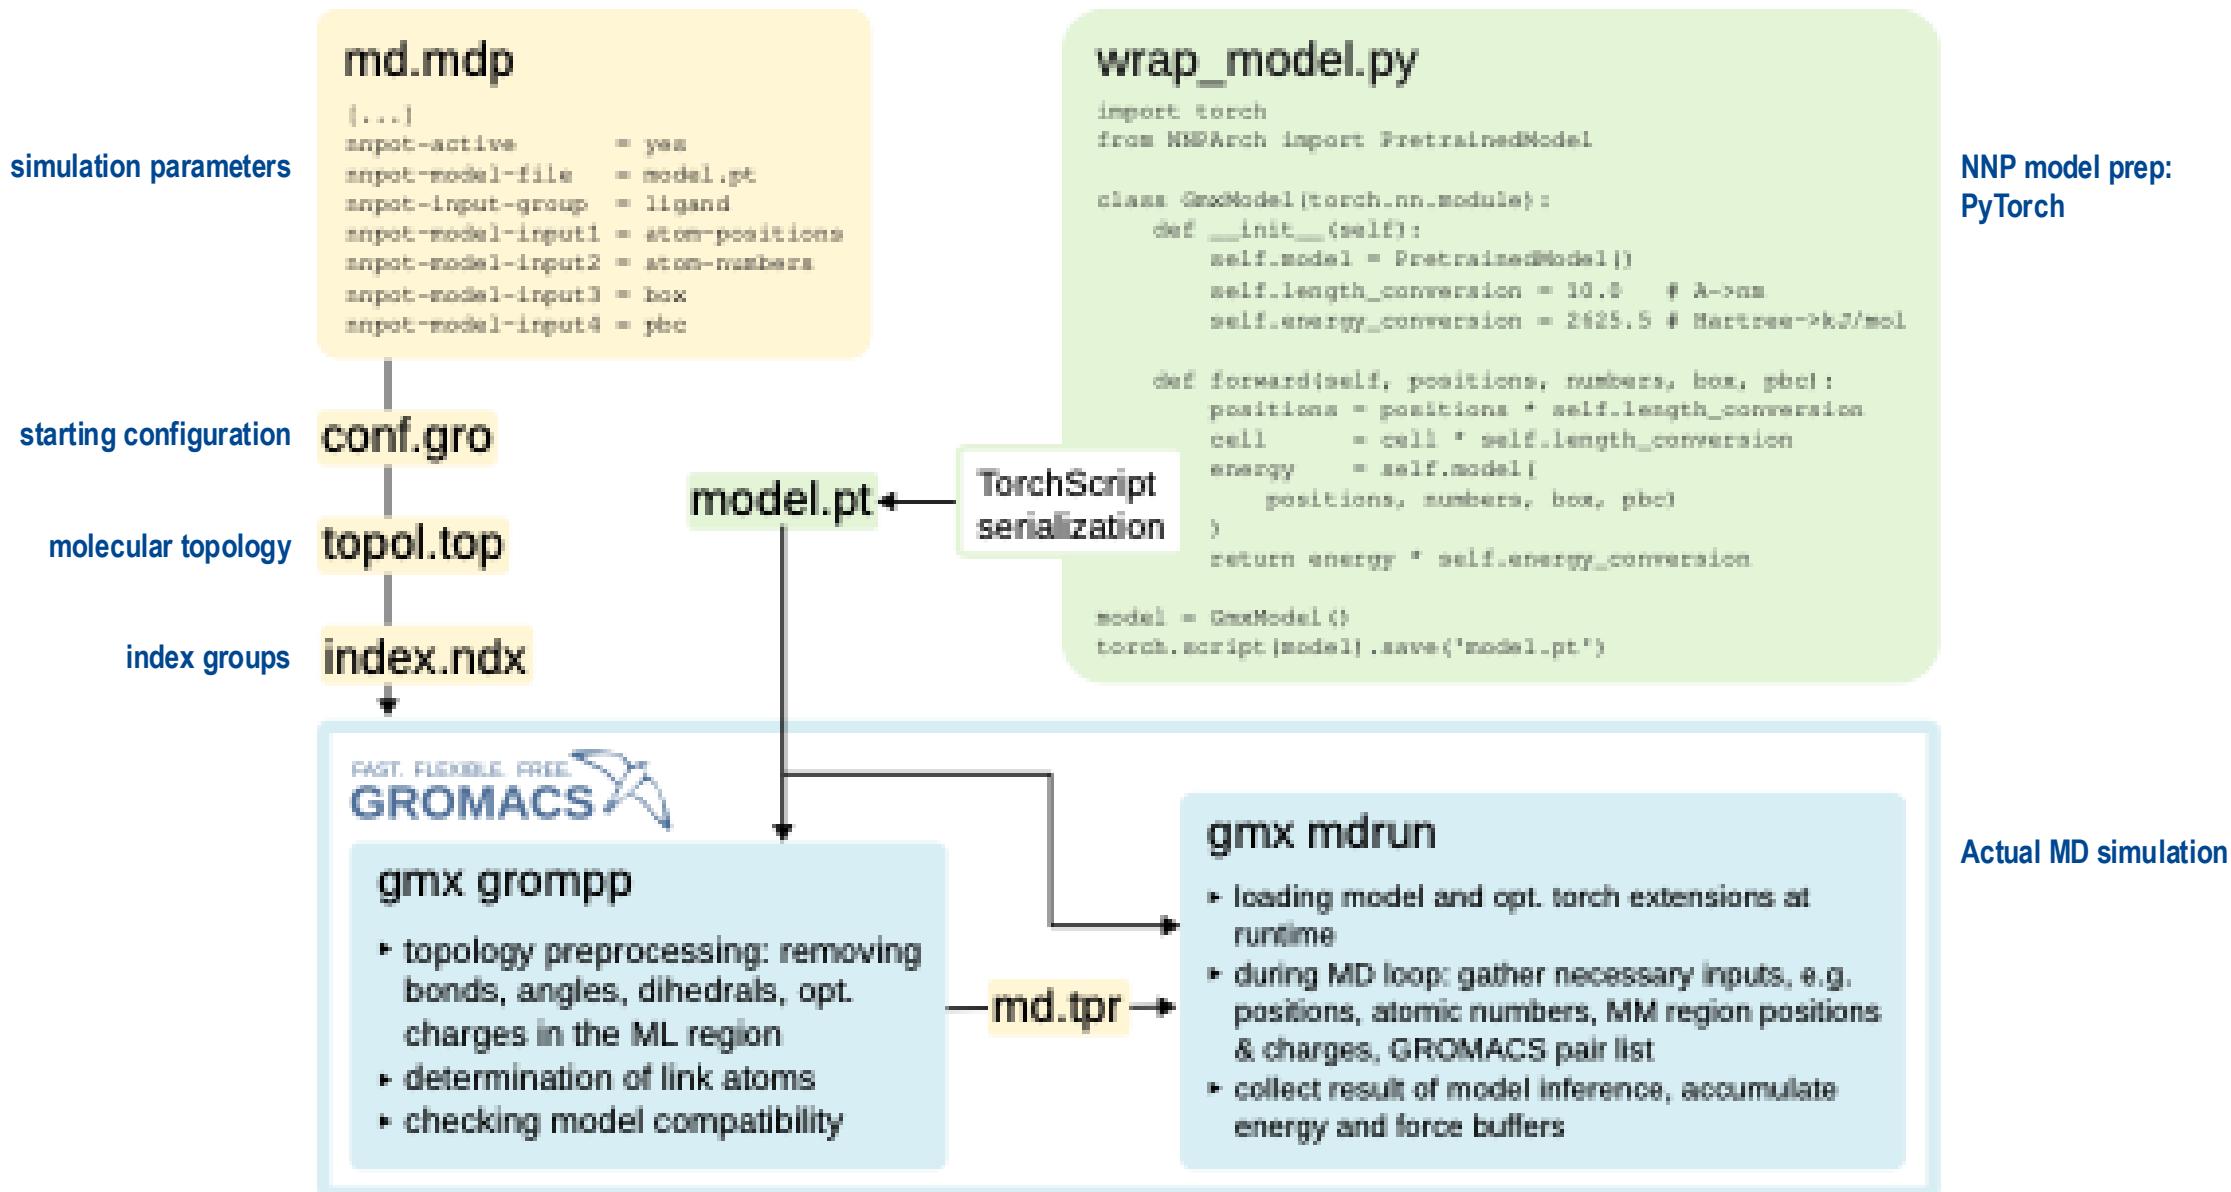 md.mdp
[...]
nnpot-active = yes
nnpot-model-file = model.pt
nnpot-input-group = ligand
nnpot-model-input1 = atom-positions
nnpot-model-input2 = atom-numbers
nnpot-model-input3 = box
nnpot-model-input4 = pbc
simulation parameters
starting configuration
conf.gro
molecular topology
topol.top
index groups
index.ndx
wrap_model.py
import torch
from NNPArch import PretrainedModel
class GmxModel(torch.nn.module):
def __init__(self):
self.model = PretrainedModel()
self.length_conversion = 10.0 # A->nm
self.energy_conversion = 2625.5 # Hartree->kJ/mol
def forward(self, positions, numbers, box, pbc):
positions = positions * self.length_conversion
cell = cell * self.length_conversion
energy = self.model(
positions, numbers, box, pbc)
)
return energy * self.energy_conversion
model = GmxModel()
torch.script(model).save('model.pt')
NNP model prep:
PyTorch
TorchScript
serialization
model.pt
FAST. FLEXIBLE. FREE.
GROMACS
gmx grompp
‣ topology preprocessing: removing
bonds, angles, dihedrals, opt.
charges in the ML region
‣ determination of link atoms
‣ checking model compatibility
md.tpr
gmx mdrun
‣ loading model and opt. torch extensions at
runtime
‣ during MD loop: gather necessary inputs, e.g.
positions, atomic numbers, MM region positions
& charges, GROMACS pair list
‣ collect result of model inference, accumulate
energy and force buffers
Actual MD simulation